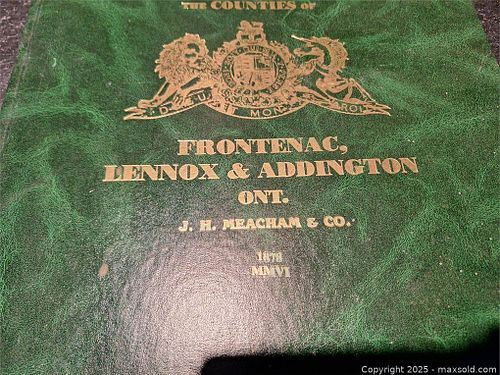 THE COUNTIES OF
FRONTENAC,
LENNOX & ADDINGTON
ONT.
J. H. MEACHAM & CO.
1878
MMVI
Copyright 2025 - maxsold.com